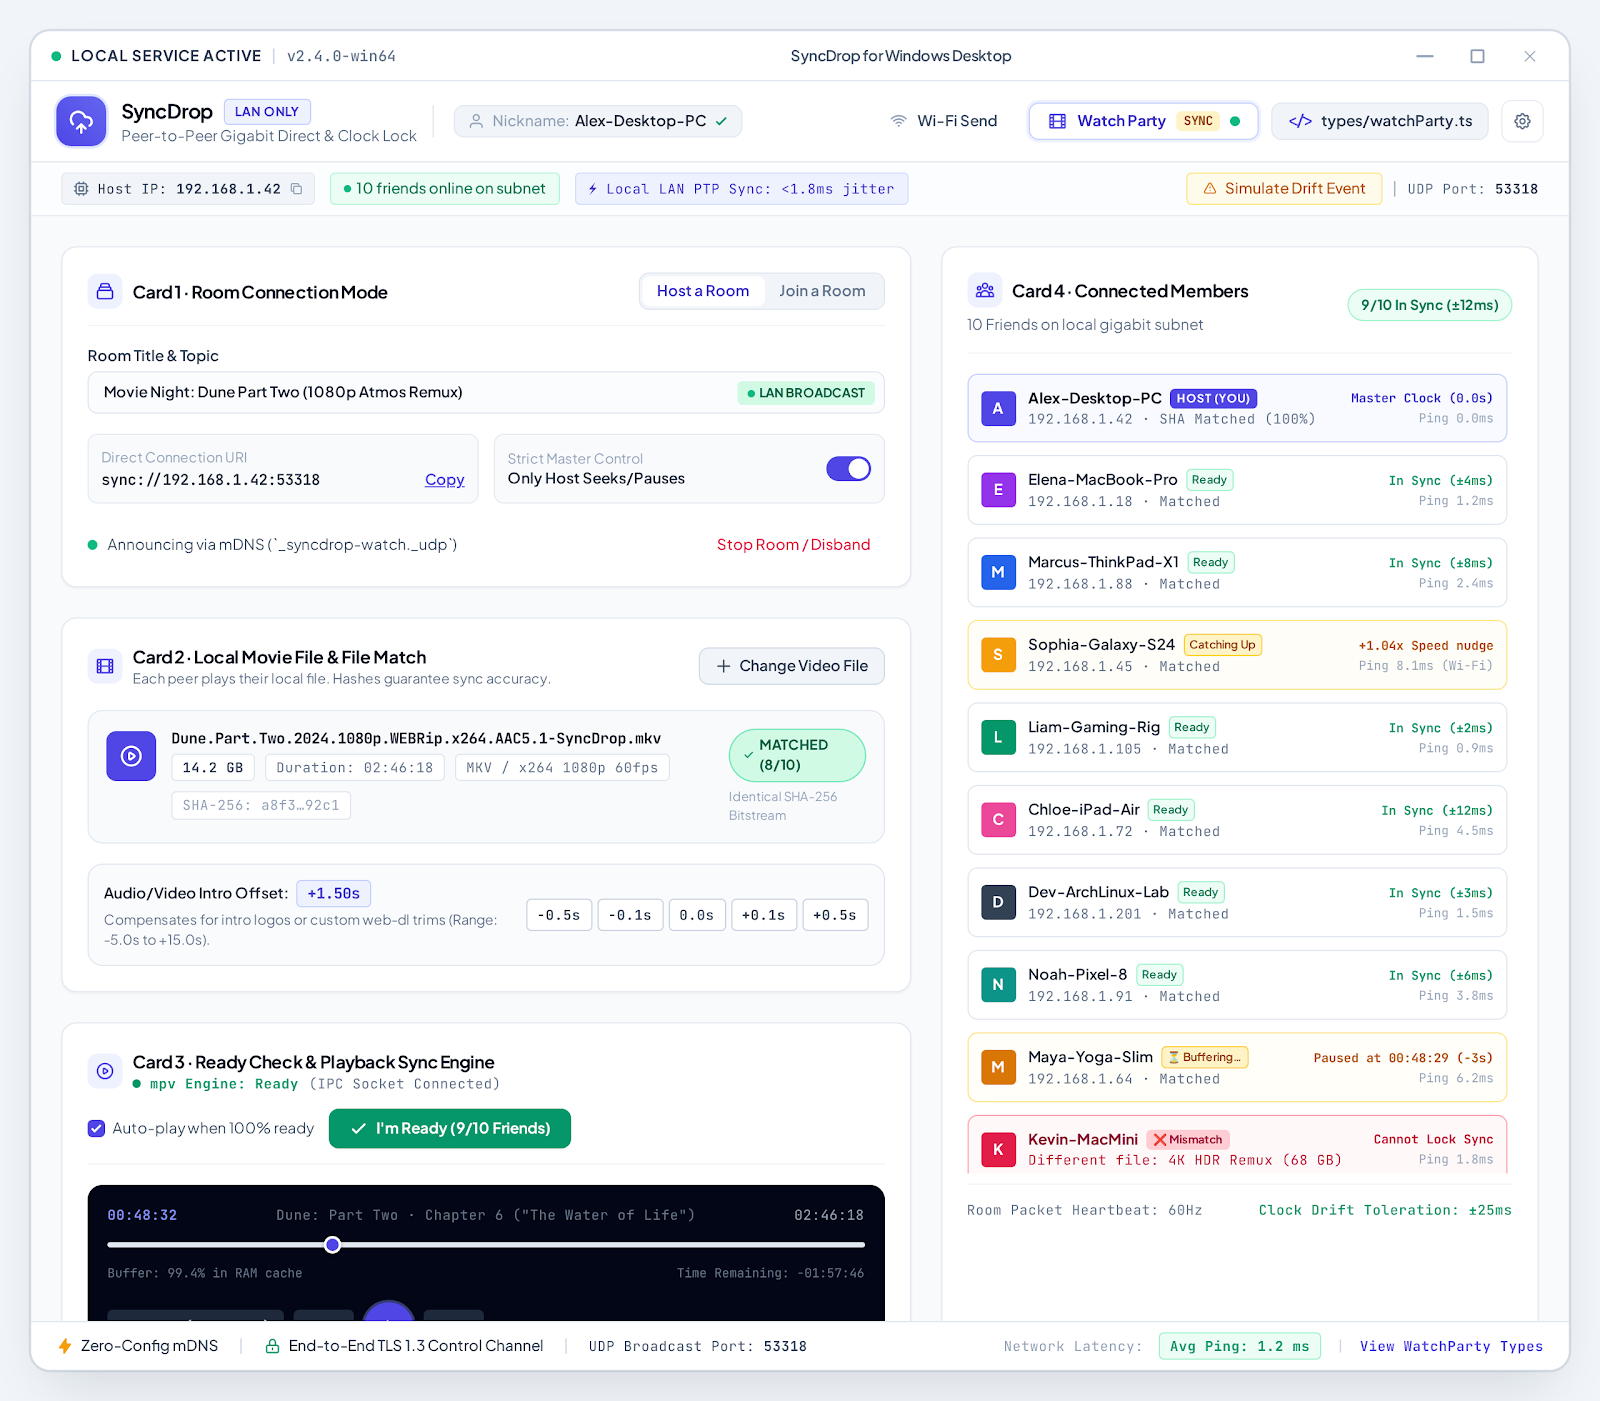 LOCAL SERVICE ACTIVE | v2.4.0-win64
SyncDrop for Windows Desktop
SyncDrop LAN ONLY
Peer-to-Peer Gigabit Direct & Clock Lock
Nickname: Alex-Desktop-PC
Wi-Fi Send
Watch Party SYNC
</> types/watchParty.ts
Host IP: 192.168.1.42
10 friends online on subnet
Local LAN PTP Sync: <1.8ms jitter
Simulate Drift Event
| UDP Port: 53318
Card 1 · Room Connection Mode
Host a Room
Join a Room
Room Title & Topic
Movie Night: Dune Part Two (1080p Atmos Remux)
LAN BROADCAST
Direct Connection URI
sync://192.168.1.42:53318
Copy
Strict Master Control
Only Host Seeks/Pauses
Announcing via mDNS (`_syncdrop-watch._udp`)
Stop Room / Disband
Card 2 · Local Movie File & File Match
Each peer plays their local file. Hashes guarantee sync accuracy.
Change Video File
Dune.Part.Two.2024.1080p.WEBRip.x264.AAC5.1-SyncDrop.mkv
14.2 GB
Duration: 02:46:18
MKV / x264 1080p 60fps
SHA-256: a8f3…92c1
MATCHED
(8/10)
Identical SHA-256
Bitstream
Audio/Video Intro Offset: +1.50s
Compensates for intro logos or custom web-dl trims (Range:
-5.0s to +15.0s).
-0.5s
-0.1s
0.0s
+0.1s
+0.5s
Card 3 · Ready Check & Playback Sync Engine
mpv Engine: Ready (IPC Socket Connected)
Auto-play when 100% ready
I'm Ready (9/10 Friends)
00:48:32
Dune: Part Two · Chapter 6 ("The Water of Life")
02:46:18
Buffer: 99.4% in RAM cache
Time Remaining: -01:57:46
Card 4 · Connected Members
10 Friends on local gigabit subnet
9/10 In Sync (±12ms)
A
Alex-Desktop-PC HOST (YOU)
192.168.1.42 · SHA Matched (100%)
Master Clock (0.0s)
Ping 0.0ms
E
Elena-MacBook-Pro Ready
192.168.1.18 · Matched
In Sync (±4ms)
Ping 1.2ms
M
Marcus-ThinkPad-X1 Ready
192.168.1.88 · Matched
In Sync (±8ms)
Ping 2.4ms
S
Sophia-Galaxy-S24 Catching Up
192.168.1.45 · Matched
+1.04x Speed nudge
Ping 8.1ms (Wi-Fi)
L
Liam-Gaming-Rig Ready
192.168.1.105 · Matched
In Sync (±2ms)
Ping 0.9ms
C
Chloe-iPad-Air Ready
192.168.1.72 · Matched
In Sync (±12ms)
Ping 4.5ms
D
Dev-ArchLinux-Lab Ready
192.168.1.201 · Matched
In Sync (±3ms)
Ping 1.5ms
N
Noah-Pixel-8 Ready
192.168.1.91 · Matched
In Sync (±6ms)
Ping 3.8ms
M
Maya-Yoga-Slim ⏳ Buffering…
192.168.1.64 · Matched
Paused at 00:48:29 (-3s)
Ping 6.2ms
K
Kevin-MacMini ❌ Mismatch
Different file: 4K HDR Remux (68 GB)
Cannot Lock Sync
Ping 1.8ms
Room Packet Heartbeat: 60Hz
Clock Drift Toleration: ±25ms
Zero-Config mDNS
End-to-End TLS 1.3 Control Channel
UDP Broadcast Port: 53318
Network Latency: Avg Ping: 1.2 ms
View WatchParty Types